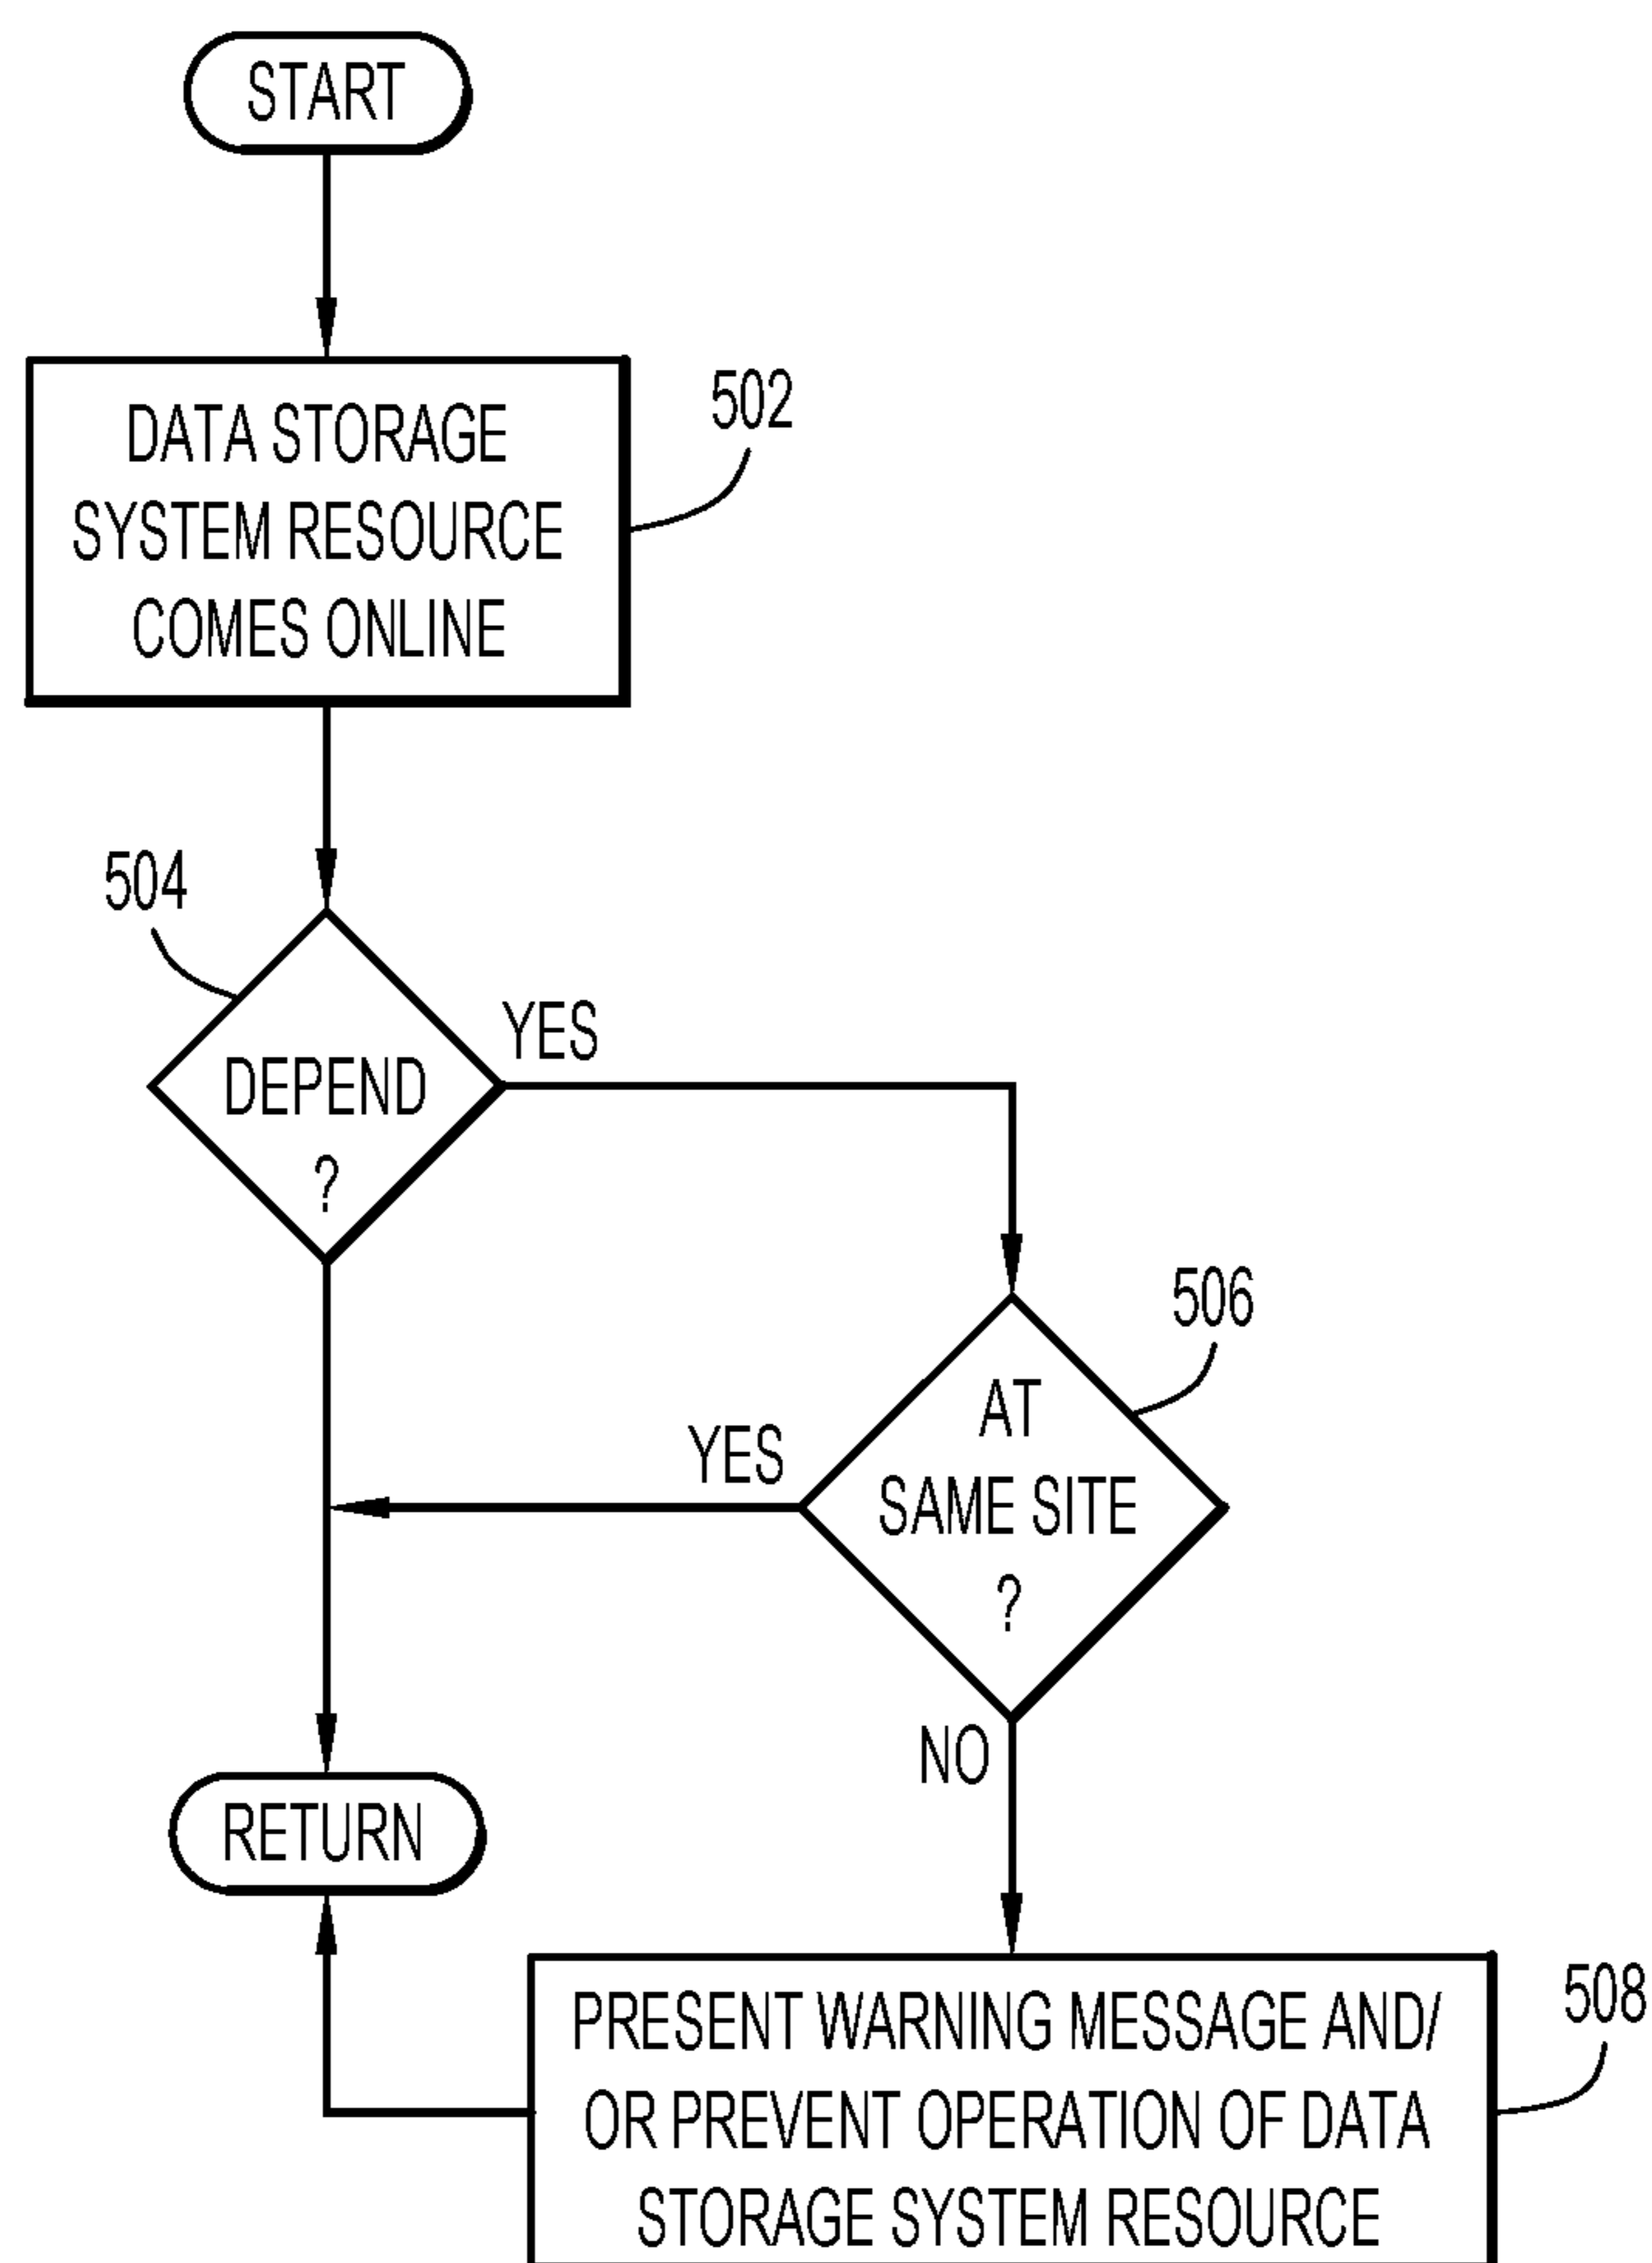 START
DATA STORAGE
SYSTEM RESOURCE
COMES ONLINE
502
504
DEPEND
?
YES
506
AT
SAME SITE
?
YES
NO
RETURN
PRESENT WARNING MESSAGE AND/
OR PREVENT OPERATION OF DATA
STORAGE SYSTEM RESOURCE
508